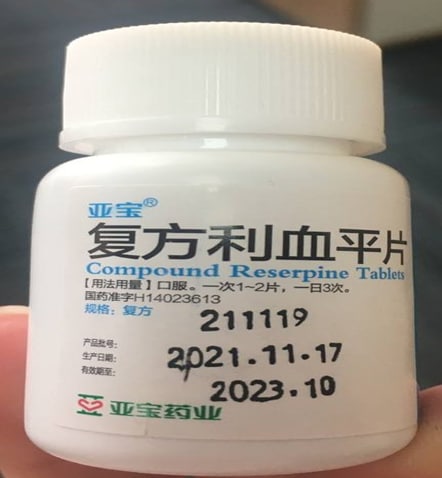 亚宝®
复方利血平片
Compound Reserpine Tablets
【用法用量】口服。一次1~2片，一日3次。
国药准字H14023613
规格：复方
产品批号： 211119
生产日期： 2021.11.17
有效期至： 2023.10
亚宝药业